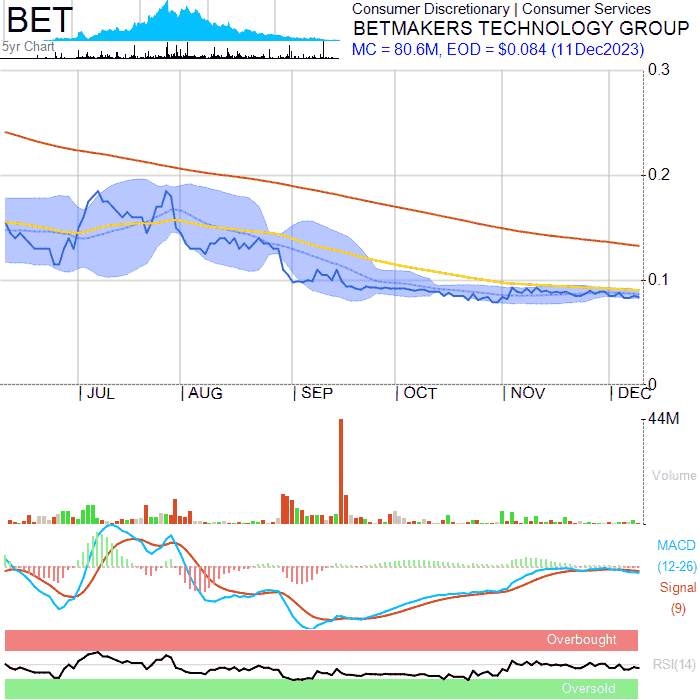 BET
5yr Chart
Consumer Discretionary | Consumer Services
BETMAKERS TECHNOLOGY GROUP
MC = 80.6M, EOD = $0.084 (11Dec2023)
0.3
0.2
0.1
0
JUL AUG SEP OCT NOV DEC
44M
Volume
MACD
(12-26)
Signal
(9)
Overbought
RSI(14)
Oversold